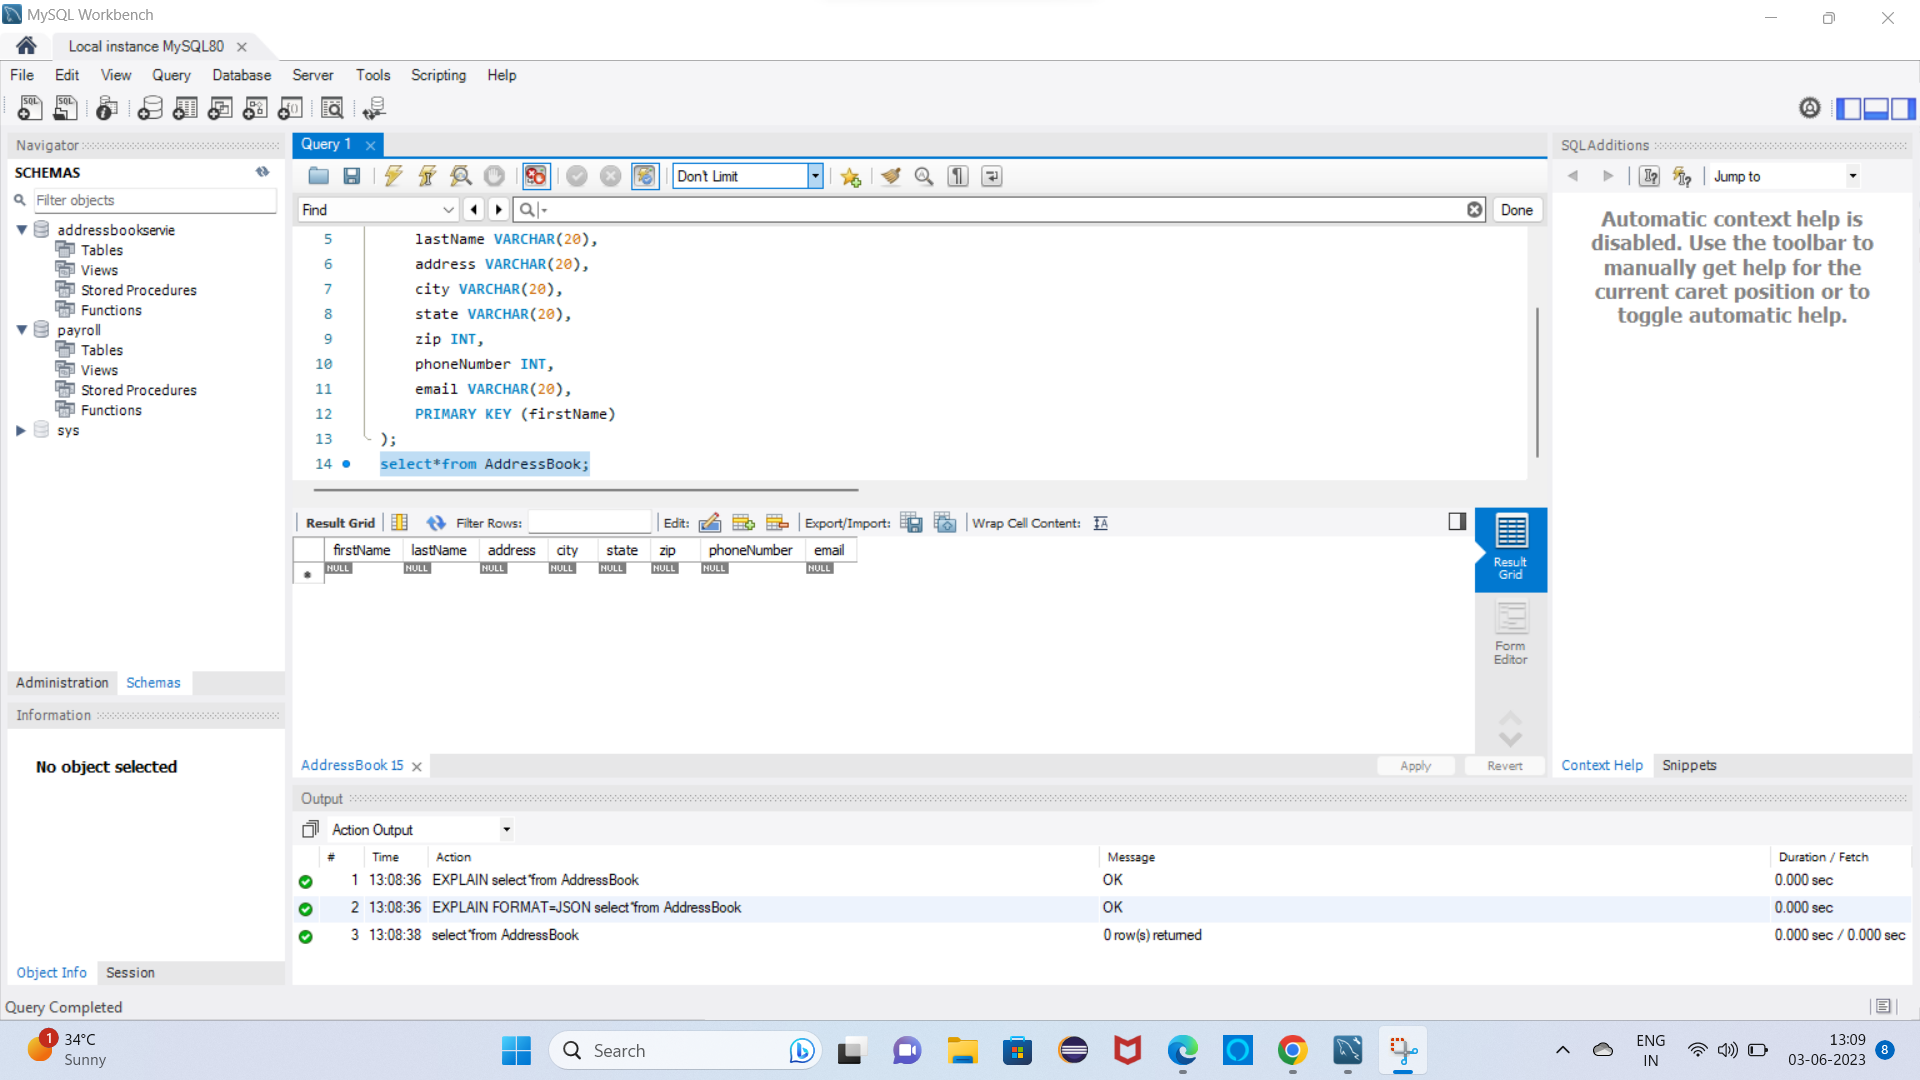 MySQL Workbench
Local instance MySQL80
File Edit View Query Database Server Tools Scripting Help
Navigator
SCHEMAS
Filter objects
addressbookservie
Tables
Views
Stored Procedures
Functions
payroll
Tables
Views
Stored Procedures
Functions
sys
Administration Schemas
Information
No object selected
Object Info Session
Query 1
Don't Limit
Find
Done
5 lastName VARCHAR(20),
6 address VARCHAR(20),
7 city VARCHAR(20),
8 state VARCHAR(20),
9 zip INT,
10 phoneNumber INT,
11 email VARCHAR(20),
12 PRIMARY KEY (firstName)
13 );
14 select*from AddressBook;
Result Grid Filter Rows: Edit: Export/Import: Wrap Cell Content:
firstName lastName address city state zip phoneNumber email
NULL NULL NULL NULL NULL NULL NULL NULL
Result
Grid
Form
Editor
AddressBook 15
Apply Revert
SQLAdditions
Jump to
Automatic context help is
disabled. Use the toolbar to
manually get help for the
current caret position or to
toggle automatic help.
Context Help Snippets
Output
Action Output
# Time Action Message Duration / Fetch
1 13:08:36 EXPLAIN select*from AddressBook OK 0.000 sec
2 13:08:36 EXPLAIN FORMAT=JSON select*from AddressBook OK 0.000 sec
3 13:08:38 select*from AddressBook 0 row(s) returned 0.000 sec / 0.000 sec
Query Completed
1
34°C
Sunny
Search
ENG
IN
13:09
03-06-2023
8